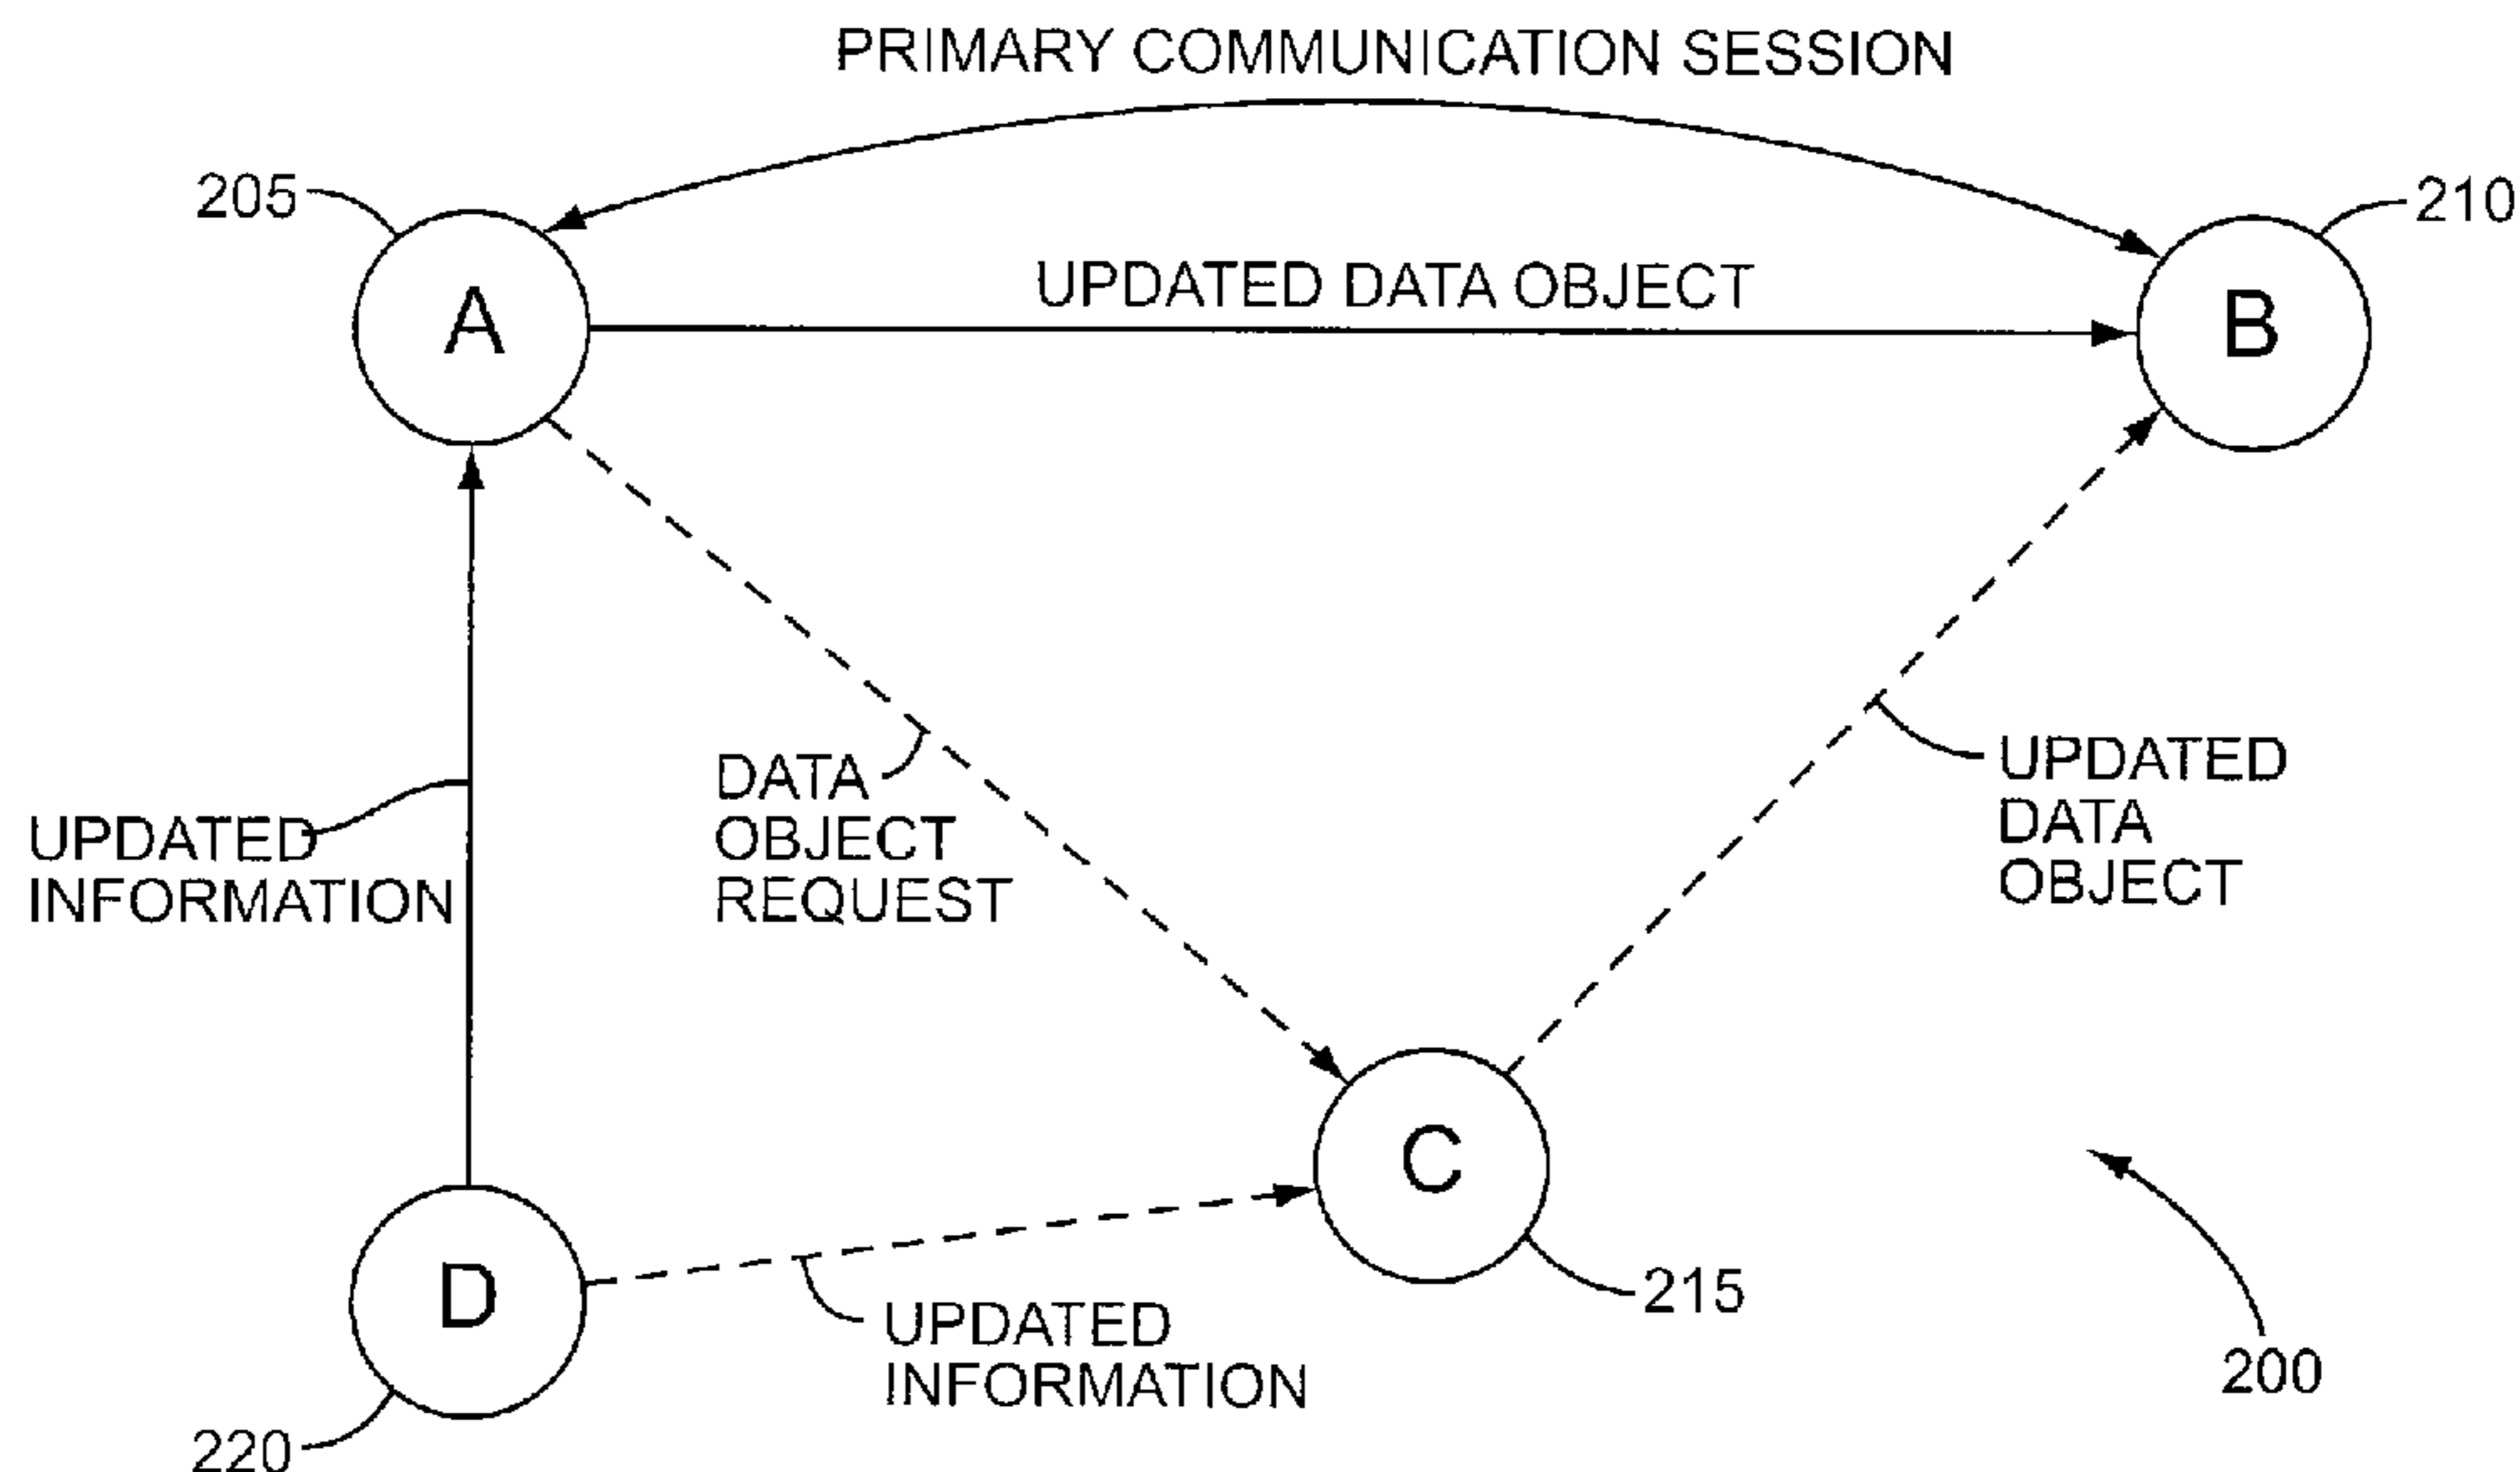 PRIMARY COMMUNICATION SESSION
205
210
UPDATED DATA OBJECT
A
B
DATA
OBJECT
REQUEST
UPDATED
DATA
OBJECT
UPDATED
INFORMATION
C
D
215
UPDATED
INFORMATION
200
220